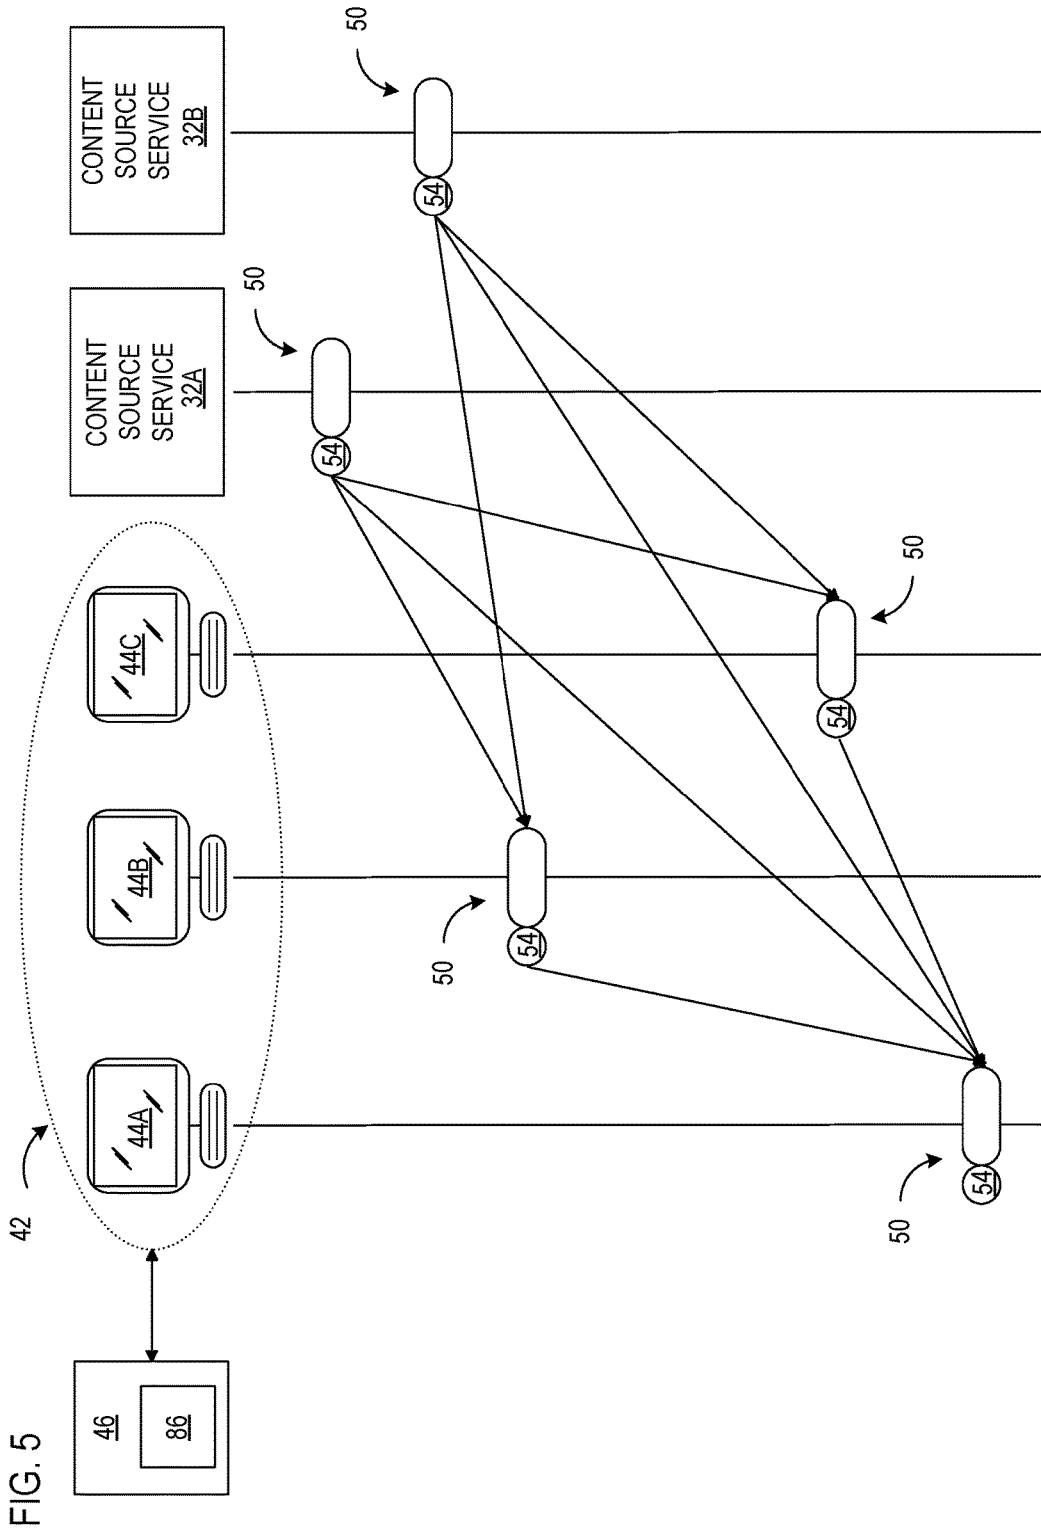 FIG. 5
46
86
42
44A
44B
44C
CONTENT
SOURCE
SERVICE
32A
CONTENT
SOURCE
SERVICE
32B
50
54
50
54
50
54
50
54
50
54